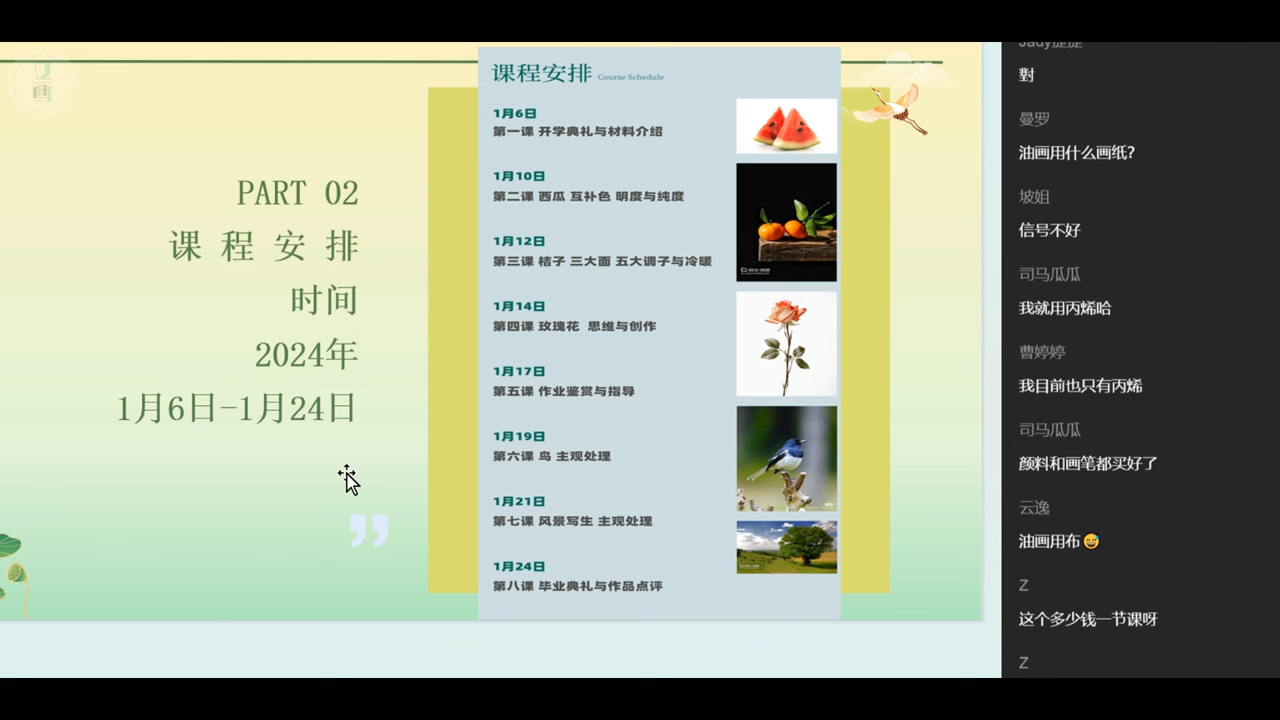 PART 02
课程安排
时间
2024年
1月6日-1月24日
课程安排 Course Schedule
1月6日
第一课 开学典礼与材料介绍
1月10日
第二课 西瓜 互补色 明度与纯度
1月12日
第三课 桔子 三大面 五大调子与冷暖
1月14日
第四课 玫瑰花 思维与创作
1月17日
第五课 作业鉴赏与指导
1月19日
第六课 鸟 主观处理
1月21日
第七课 风景写生 主观处理
1月24日
第八课 毕业典礼与作品点评
對
曼罗
油画用什么画纸?
坡姐
信号不好
司马瓜瓜
我就用丙烯哈
曹婷婷
我目前也只有丙烯
司马瓜瓜
颜料和画笔都买好了
云逸
油画用布😅
Z
这个多少钱一节课呀
Z